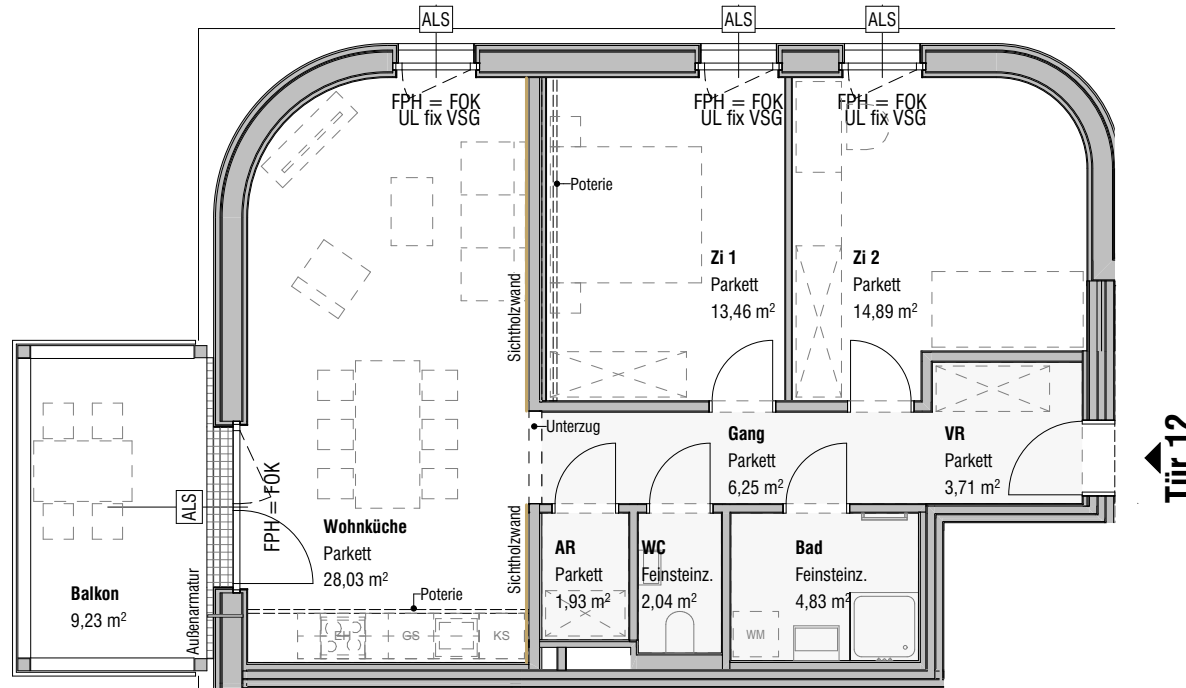 ALS
ALS
ALS
FPH = FOK
UL fix VSG
FPH = FOK
UL fix VSG
FPH = FOK
UL fix VSG
Poterie
Sichtholzwand
Zi 1
Parkett
13,46 m²
Zi 2
Parkett
14,89 m²
Unterzug
Gang
Parkett
6,25 m²
VR
Parkett
3,71 m²
Tür 12
FPH = FOK
ALS
Wohnküche
Parkett
28,03 m²
Sichtholzwand
AR
Parkett
1,93 m²
WC
Feinsteinz.
2,04 m²
Bad
Feinsteinz.
4,83 m²
Balkon
9,23 m²
Außenarmatur
Poterie
EH
GS
KS
WM